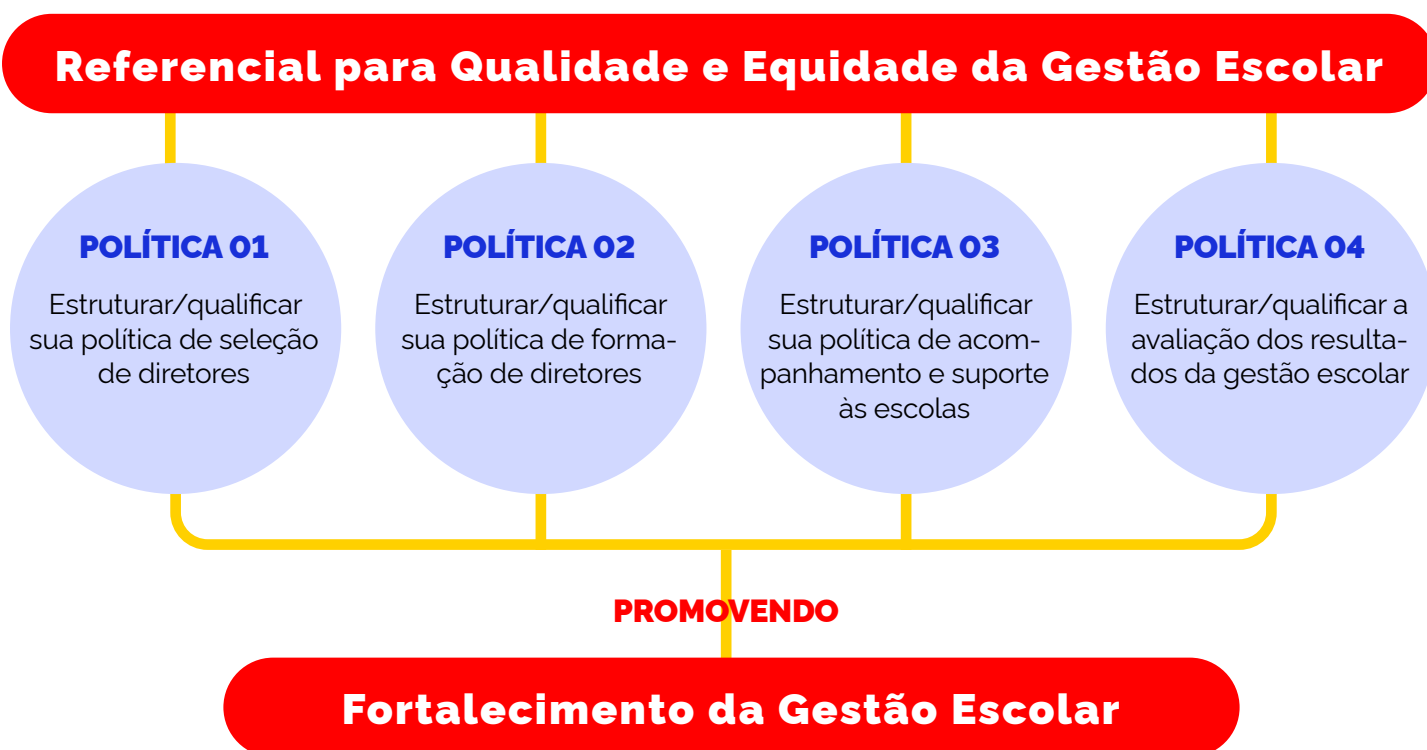 Referencial para Qualidade e Equidade da Gestão Escolar
POLÍTICA 01
Estruturar/qualificar
sua política de seleção
de diretores
POLÍTICA 02
Estruturar/qualificar
sua política de forma-
ção de diretores
POLÍTICA 03
Estruturar/qualificar
sua política de acom-
panhamento e suporte
às escolas
POLÍTICA 04
Estruturar/qualificar a
avaliação dos resulta-
dos da gestão escolar
PROMOVENDO
Fortalecimento da Gestão Escolar